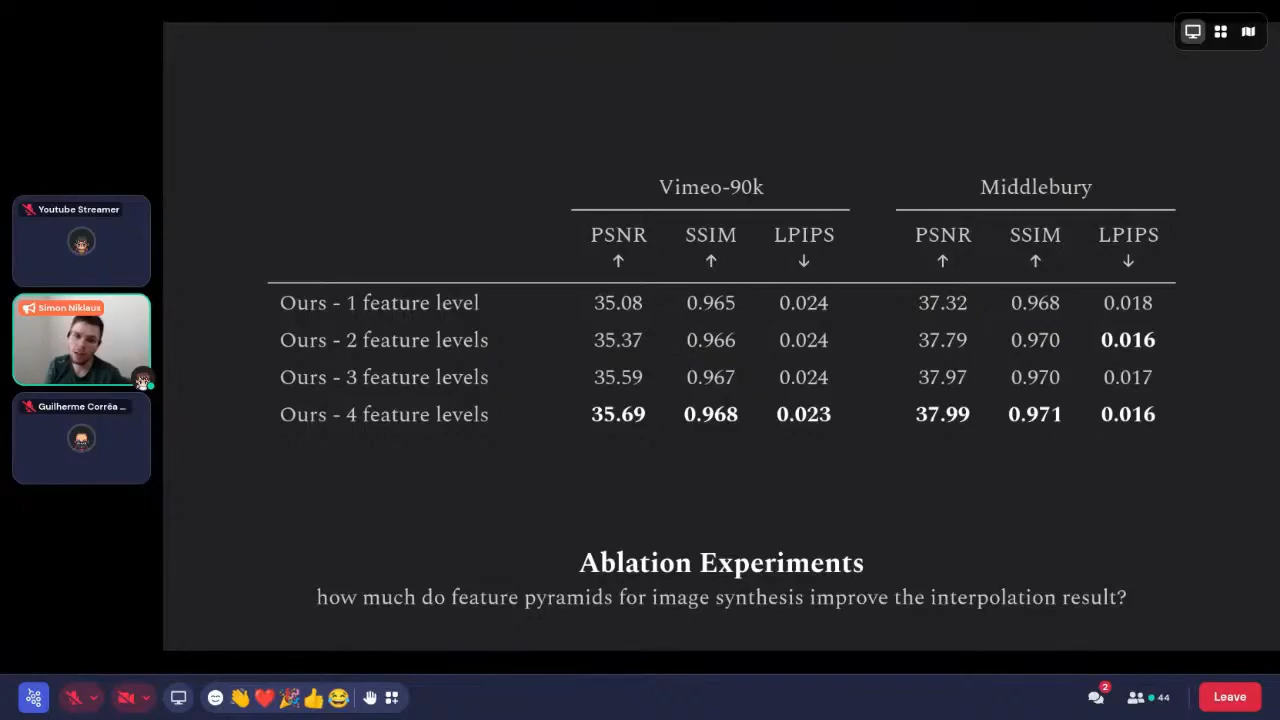 Youtube Streamer
Simon Niklaus
Guilherme Corrêa ...
Vimeo-90k Middlebury
PSNR SSIM LPIPS PSNR SSIM LPIPS
↑ ↑ ↓ ↑ ↑ ↓
Ours - 1 feature level 35.08 0.965 0.024 37.32 0.968 0.018
Ours - 2 feature levels 35.37 0.966 0.024 37.79 0.970 0.016
Ours - 3 feature levels 35.59 0.967 0.024 37.97 0.970 0.017
Ours - 4 feature levels 35.69 0.968 0.023 37.99 0.971 0.016
Ablation Experiments
how much do feature pyramids for image synthesis improve the interpolation result?
2
44
Leave